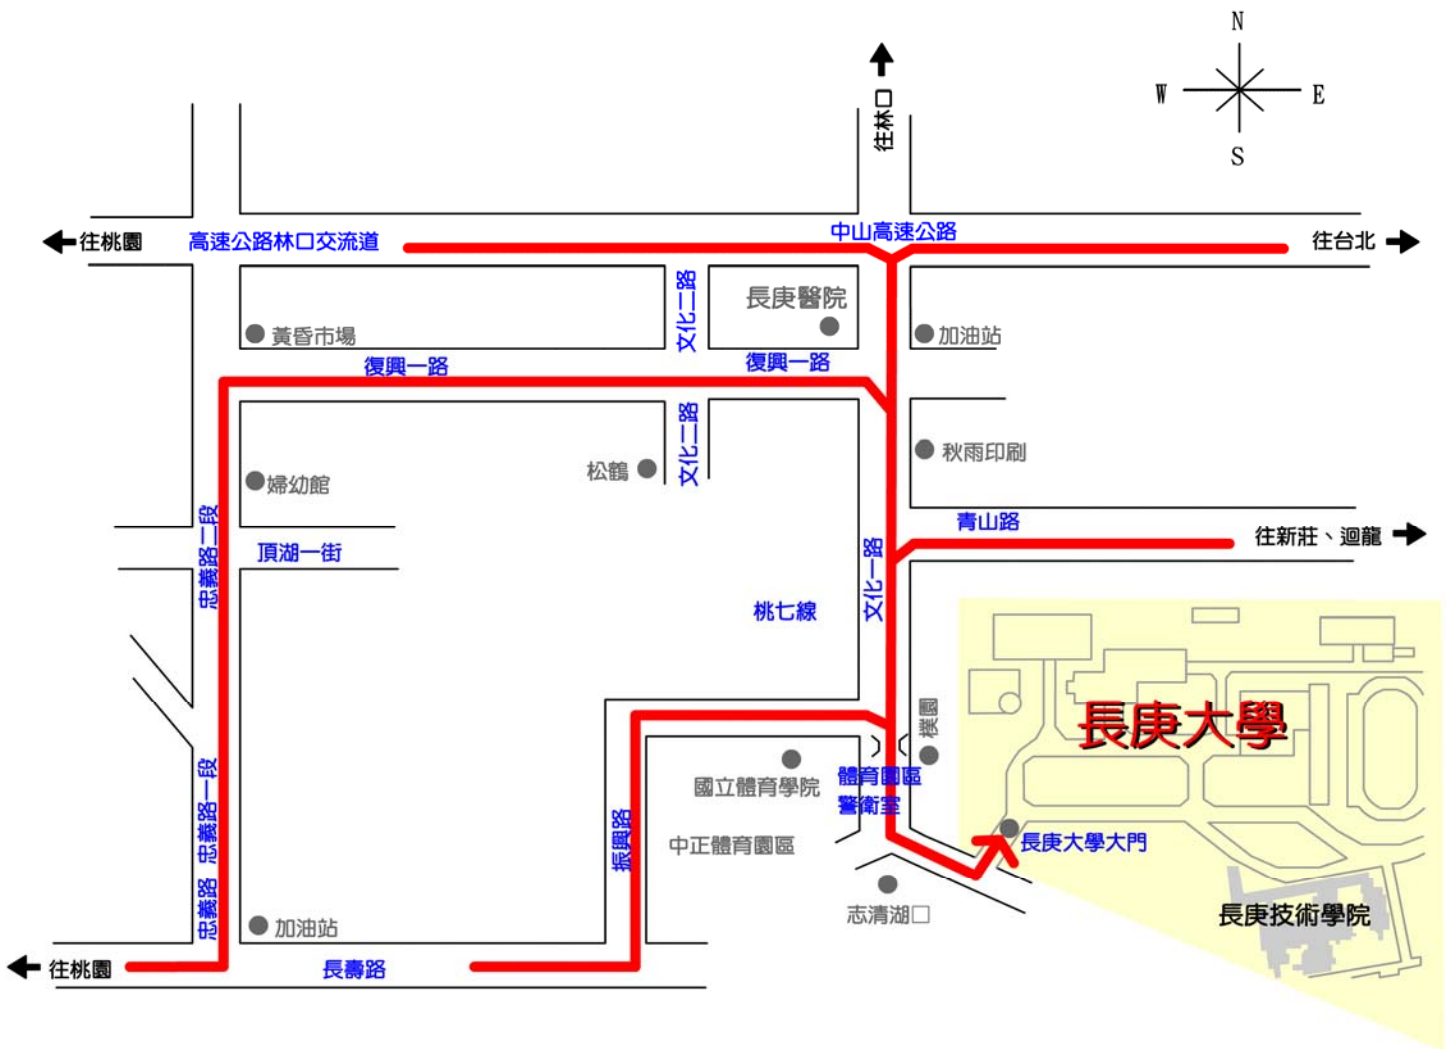 N
W
E
S
往林口
往桃園
高速公路林口交流道
中山高速公路
往台北
黃昏市場
文化二路
長庚醫院
加油站
復興一路
復興一路
文化二路
秋雨印刷
松鶴
婦幼館
忠義路二段
頂湖一街
青山路
往新莊、迴龍
文化一路
桃七線
樸園
長庚大學
國立體育學院
體育園區
警衛室
忠義路一段
振興路
中正體育園區
長庚大學大門
忠義路
加油站
志清湖□
長庚技術學院
往桃園
長壽路